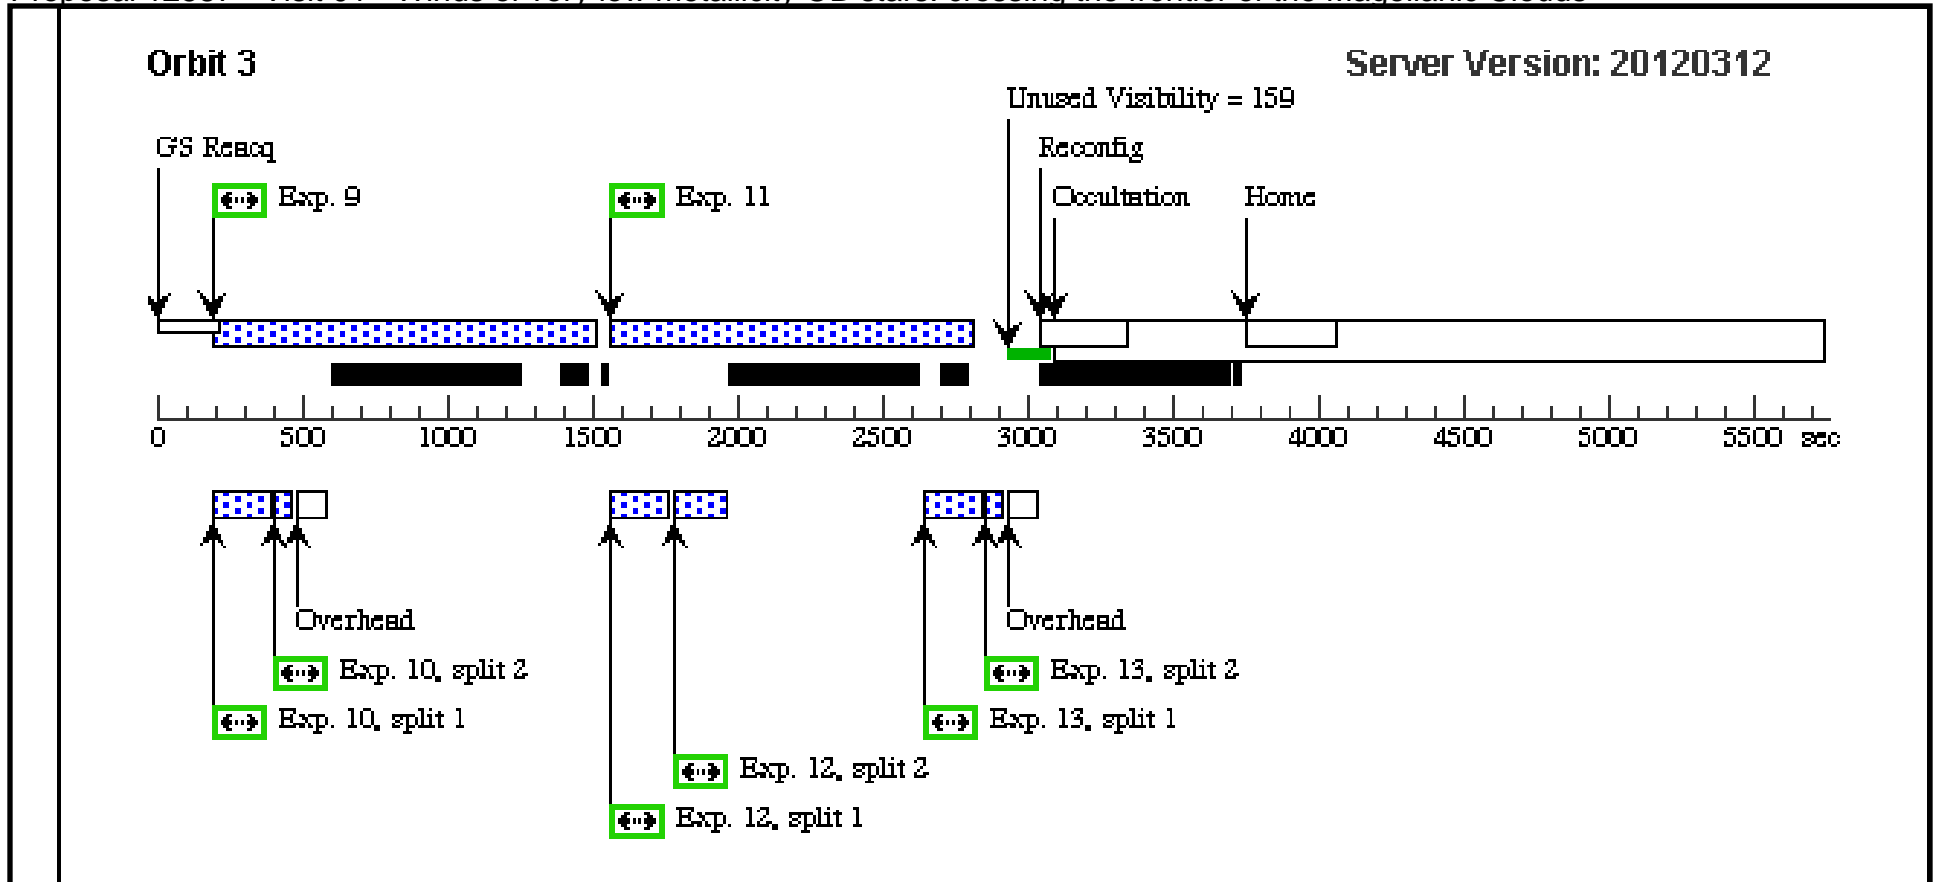 Orbit 3
Server Version: 20120312
Unused Visibility = 159
GS Reacq
Reconfig
Exp. 9
Exp. 11
Occultation
Home
0 500 1000 1500 2000 2500 3000 3500 4000 4500 5000 5500 sec
Overhead
Overhead
Exp. 10, split 2
Exp. 13, split 2
Exp. 10, split 1
Exp. 13, split 1
Exp. 12, split 2
Exp. 12, split 1